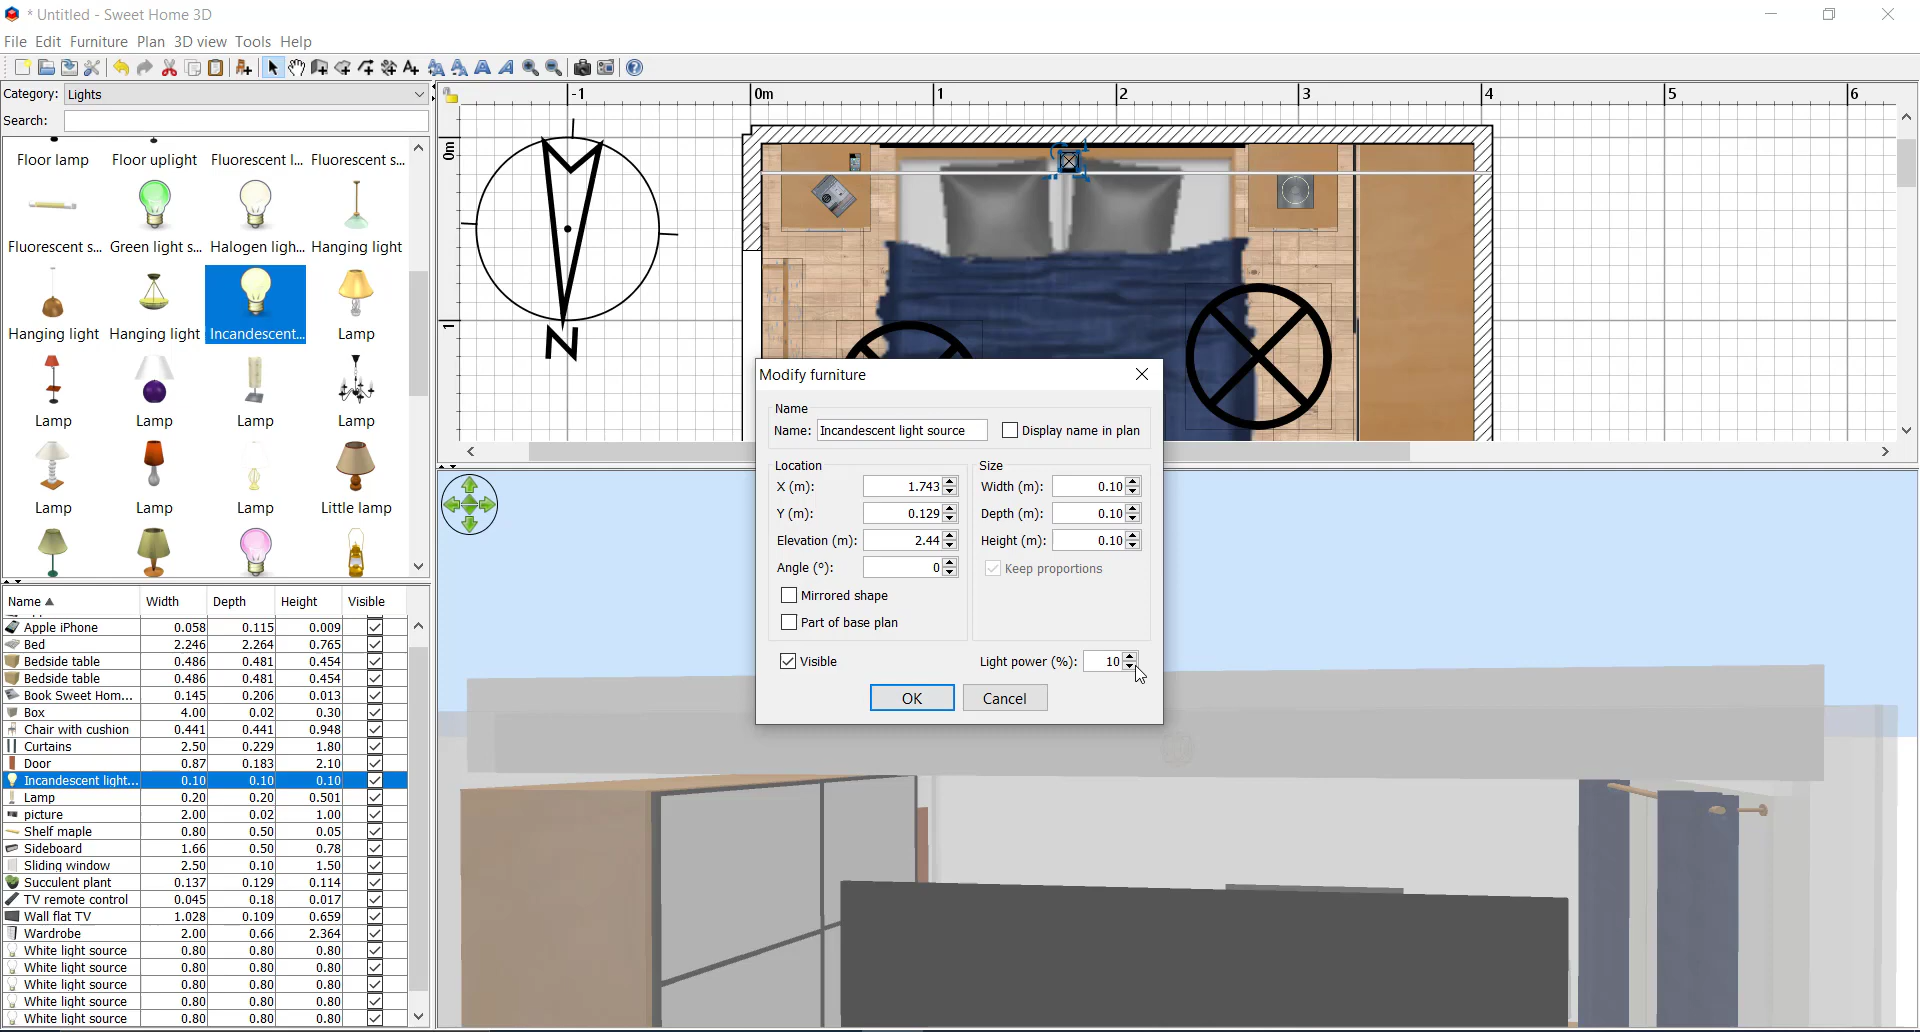 * Untitled - Sweet Home 3D
File Edit Furniture Plan 3D view Tools Help
Category: Lights
Search:
Floor lamp Floor uplight Fluorescent l... Fluorescent s...
Fluorescent s... Green light s... Halogen ligh... Hanging light
Hanging light Hanging light Incandescent... Lamp
Lamp Lamp Lamp Lamp
Lamp Lamp Lamp Little lamp
Name Width Depth Height Visible
Apple iPhone 0.058 0.115 0.009
Bed 2.246 2.264 0.765
Bedside table 0.486 0.481 0.454
Bedside table 0.486 0.481 0.454
Book Sweet Hom... 0.145 0.206 0.013
Box 4.00 0.02 0.30
Chair with cushion 0.441 0.441 0.948
Curtains 2.50 0.229 1.80
Door 0.87 0.183 2.10
Incandescent light... 0.10 0.10 0.10
Lamp 0.20 0.20 0.501
picture 2.00 0.02 1.00
Shelf maple 0.80 0.50 0.05
Sideboard 1.66 0.50 0.78
Sliding window 2.50 0.10 1.50
Succulent plant 0.137 0.129 0.114
TV remote control 0.045 0.18 0.017
Wall flat TV 1.028 0.109 0.659
Wardrobe 2.00 0.66 2.364
White light source 0.80 0.80 0.80
White light source 0.80 0.80 0.80
White light source 0.80 0.80 0.80
White light source 0.80 0.80 0.80
White light source 0.80 0.80 0.80
-1 0m 1 2 3 4 5 6
0m
1
N
Modify furniture
Name
Name: Incandescent light source Display name in plan
Location
X (m): 1.743
Y (m): 0.129
Elevation (m): 2.44
Angle (º): 0
Mirrored shape
Part of base plan
Size
Width (m): 0.10
Depth (m): 0.10
Height (m): 0.10
Keep proportions
Visible
Light power (%): 10
OK Cancel